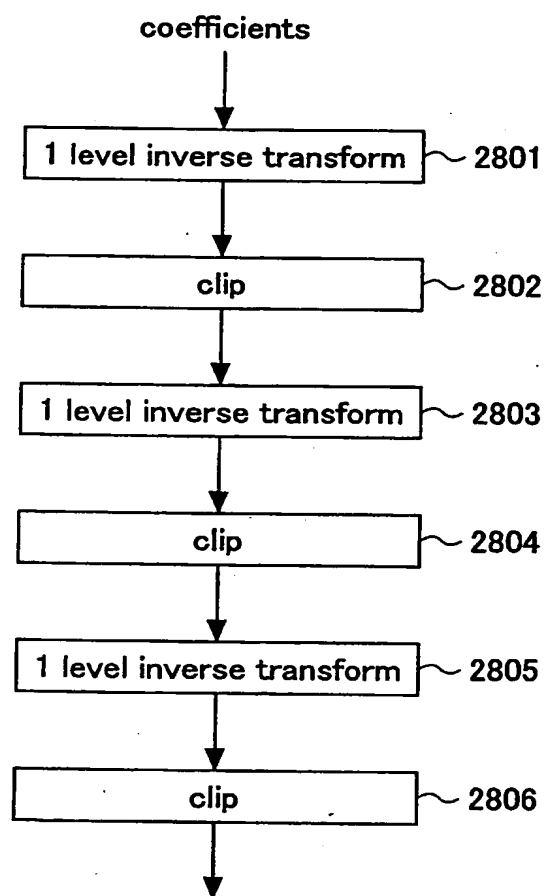 coefficients
1 level inverse transform 2801
clip 2802
1 level inverse transform 2803
clip 2804
1 level inverse transform 2805
clip 2806